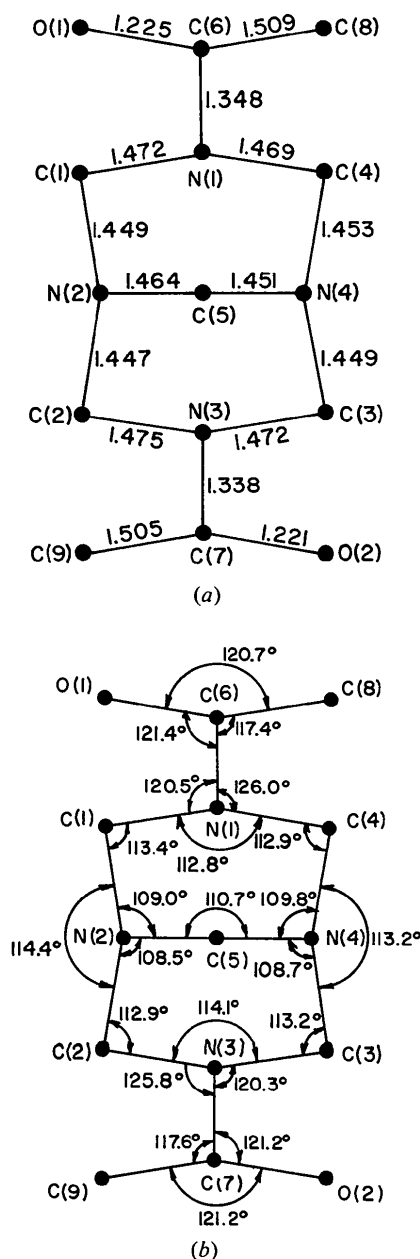 O(1) 1.225 C(6) 1.509 C(8)
1.348
C(1) 1.472 N(1) 1.469 C(4)
1.449 1.453
N(2) 1.464 C(5) 1.451 N(4)
1.447 1.449
C(2) 1.475 N(3) 1.472 C(3)
1.338
C(9) 1.505 C(7) 1.221 O(2)
(a)
120.7°
O(1) C(6) C(8)
121.4° 117.4°
120.5° 126.0°
C(1) N(1) C(4)
113.4° 112.8° 112.9°
109.0° 110.7° 109.8°
114.4° N(2) C(5) N(4) 113.2°
108.5° 108.7°
112.9° 114.1° 113.2°
C(2) N(3) C(3)
125.8° 120.3°
117.6° 121.2°
C(9) C(7) O(2)
121.2°
(b)